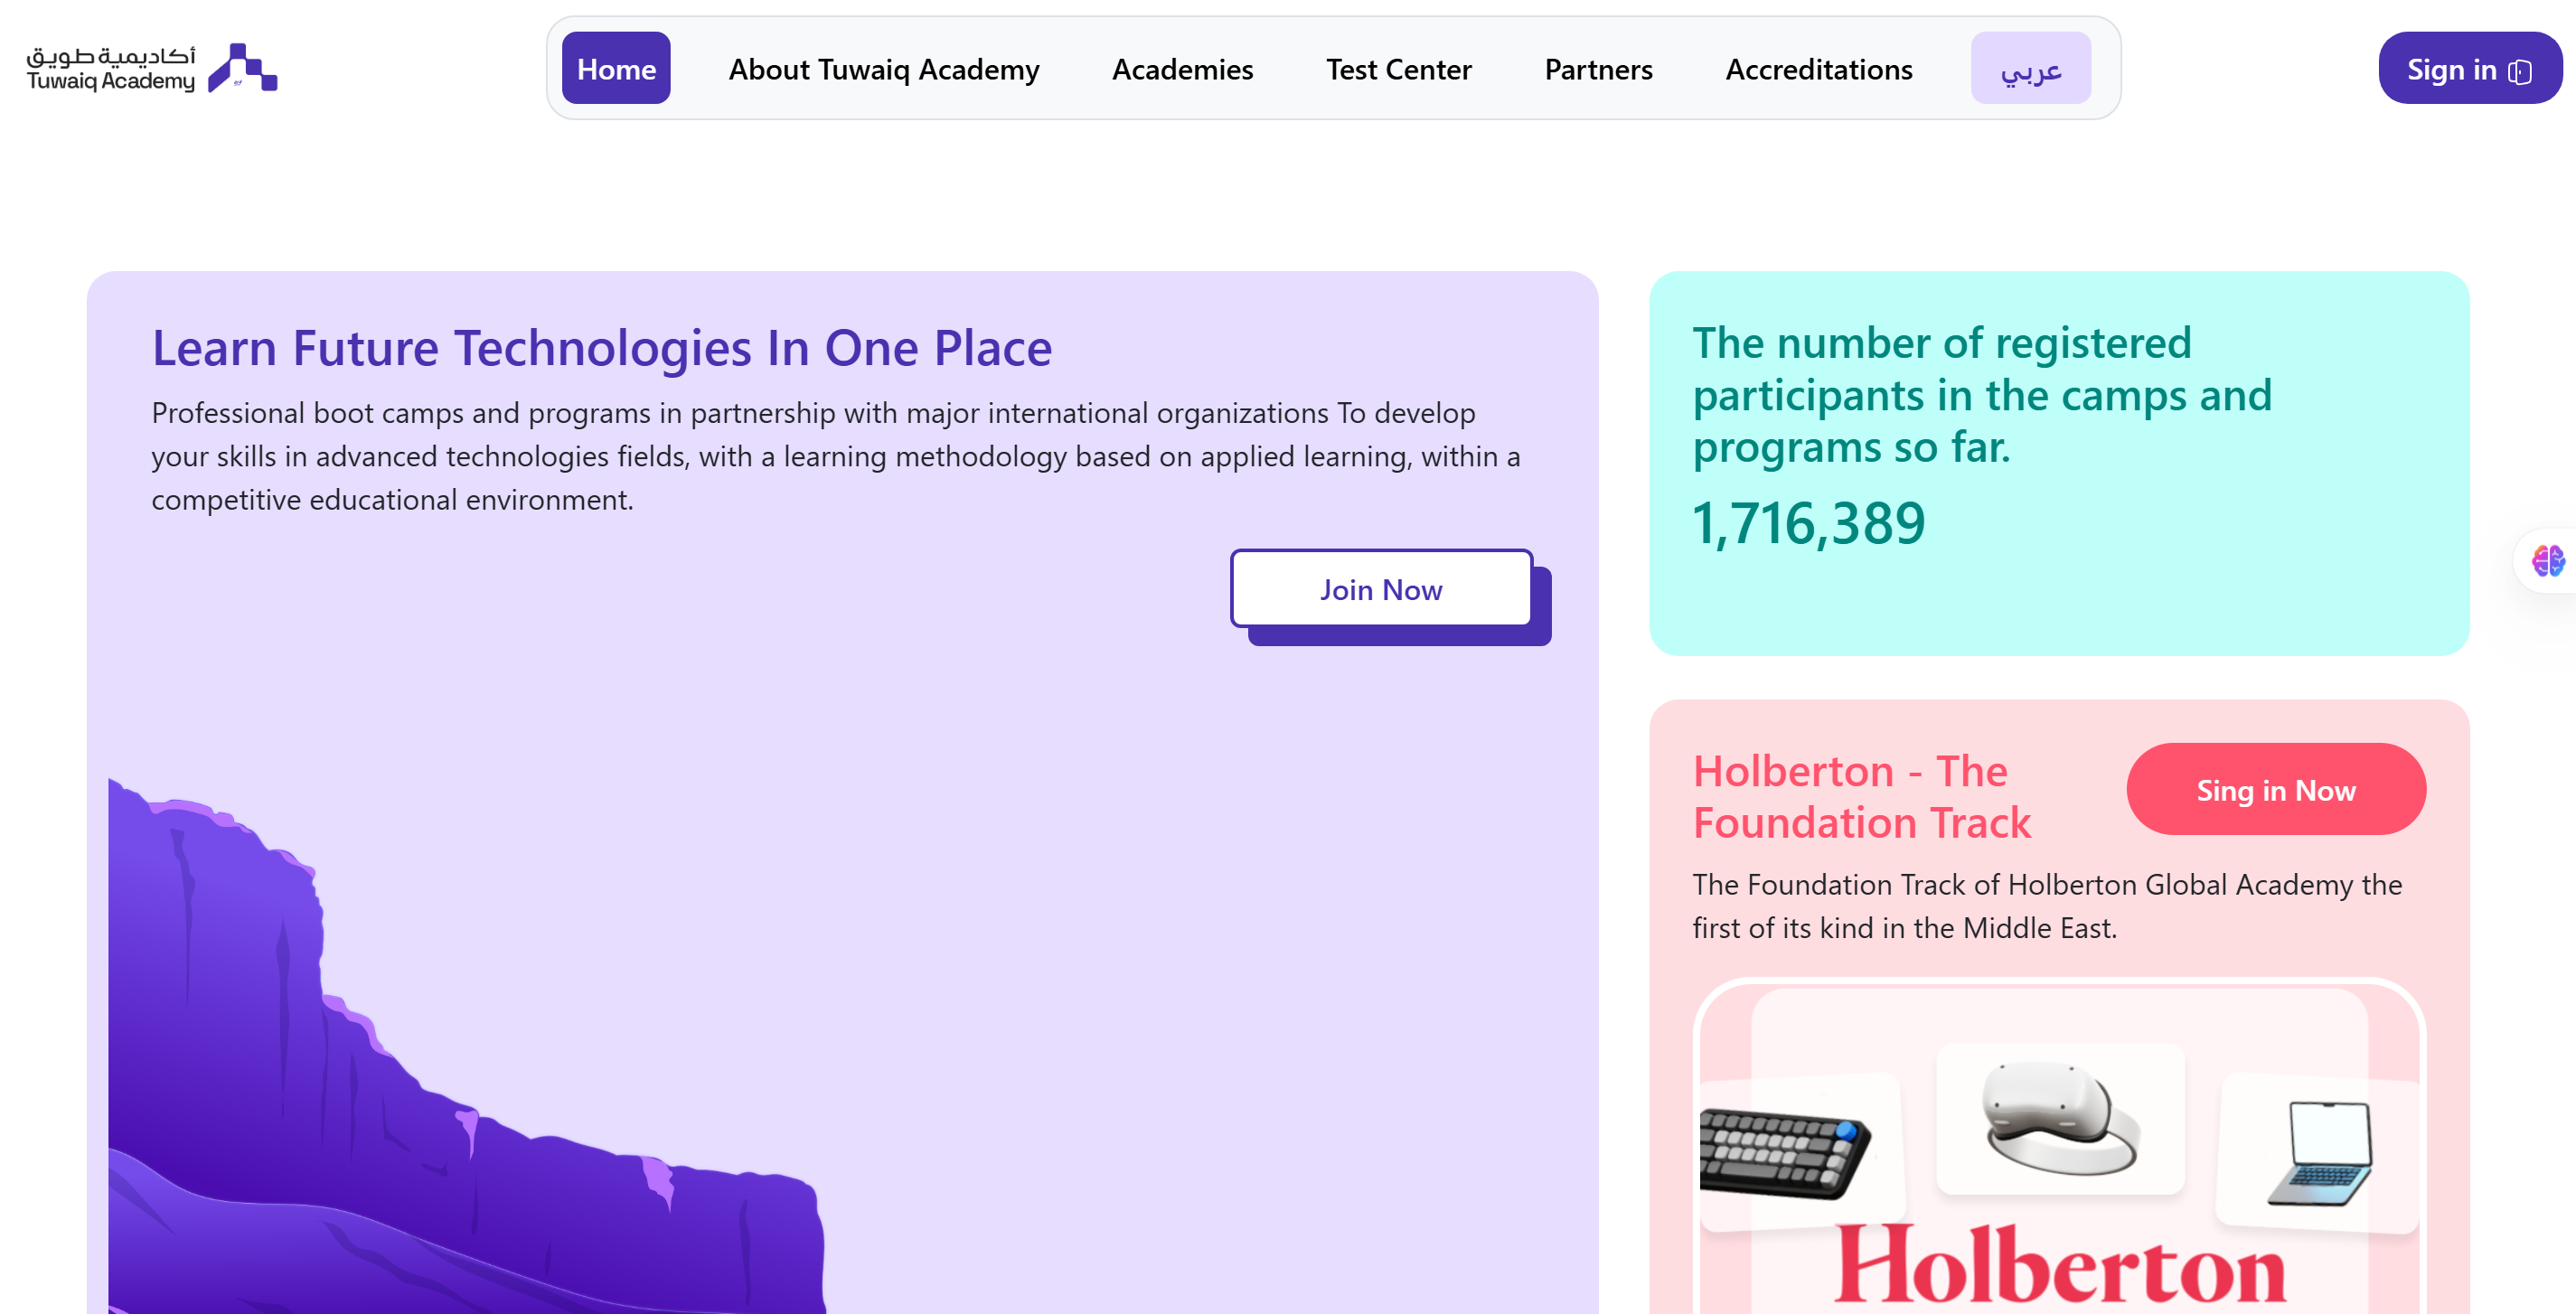 أكاديمية طويق
Tuwaiq Academy
Home
About Tuwaiq Academy
Academies
Test Center
Partners
Accreditations
عربي
Sign in
Learn Future Technologies In One Place
Professional boot camps and programs in partnership with major international organizations To develop
your skills in advanced technologies fields, with a learning methodology based on applied learning, within a
competitive educational environment.
Join Now
The number of registered
participants in the camps and
programs so far.
1,716,389
Holberton - The
Foundation Track
Sing in Now
The Foundation Track of Holberton Global Academy the
first of its kind in the Middle East.
Holberton